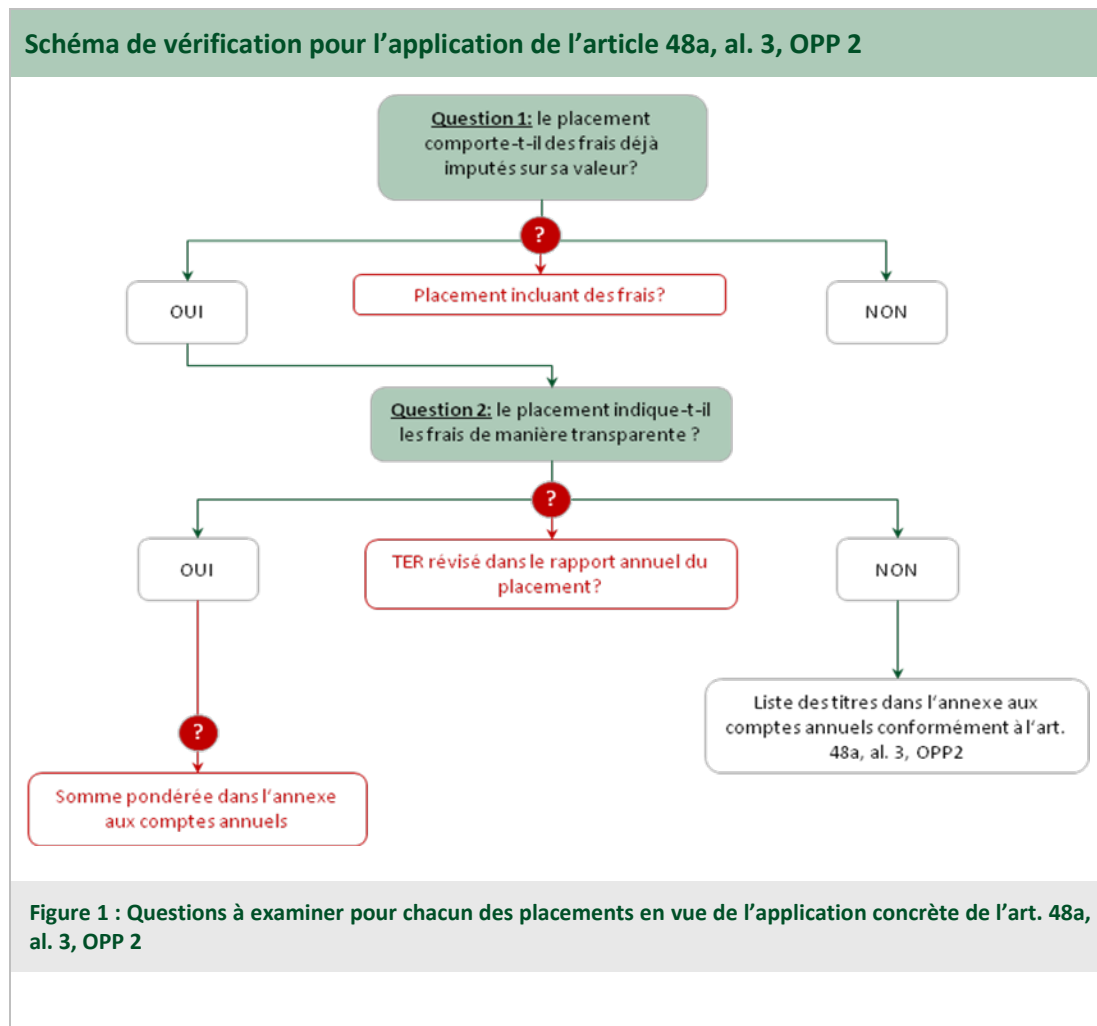 Schéma de vérification pour l’application de l’article 48a, al. 3, OPP 2
Question 1: le placement
comporte-t-il des frais déjà
imputés sur sa valeur?
?
OUI
Placement incluant des frais?
NON
Question 2: le placement indique-t-il
les frais de manière transparente ?
?
OUI
TER révisé dans le rapport annuel du
placement?
NON
Liste des titres dans l’annexe aux
comptes annuels conformément à l’art.
48a, al. 3, OPP2
?
Somme pondérée dans l’annexe
aux comptes annuels
Figure 1 : Questions à examiner pour chacun des placements en vue de l’application concrète de l’art. 48a,
al. 3, OPP 2